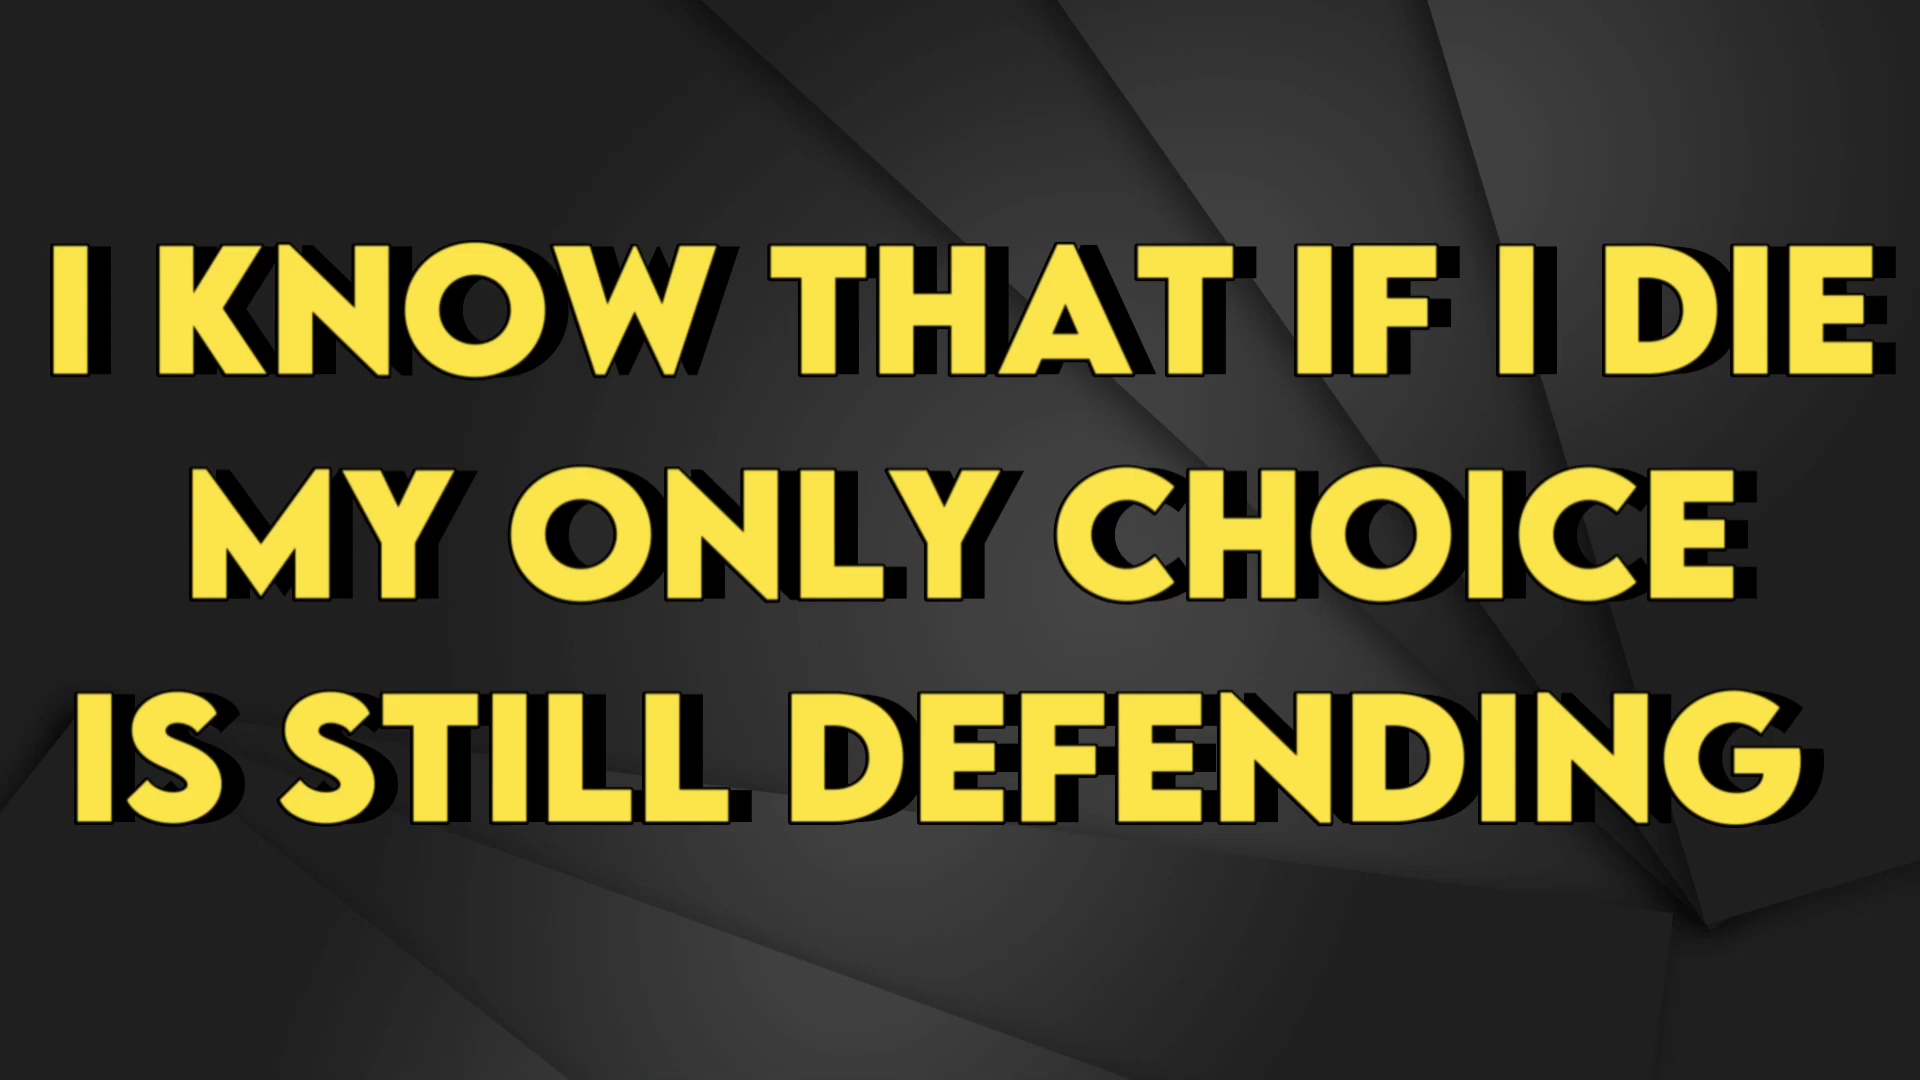 I KNOW THAT IF I DIE
MY ONLY CHOICE
IS STILL DEFENDING